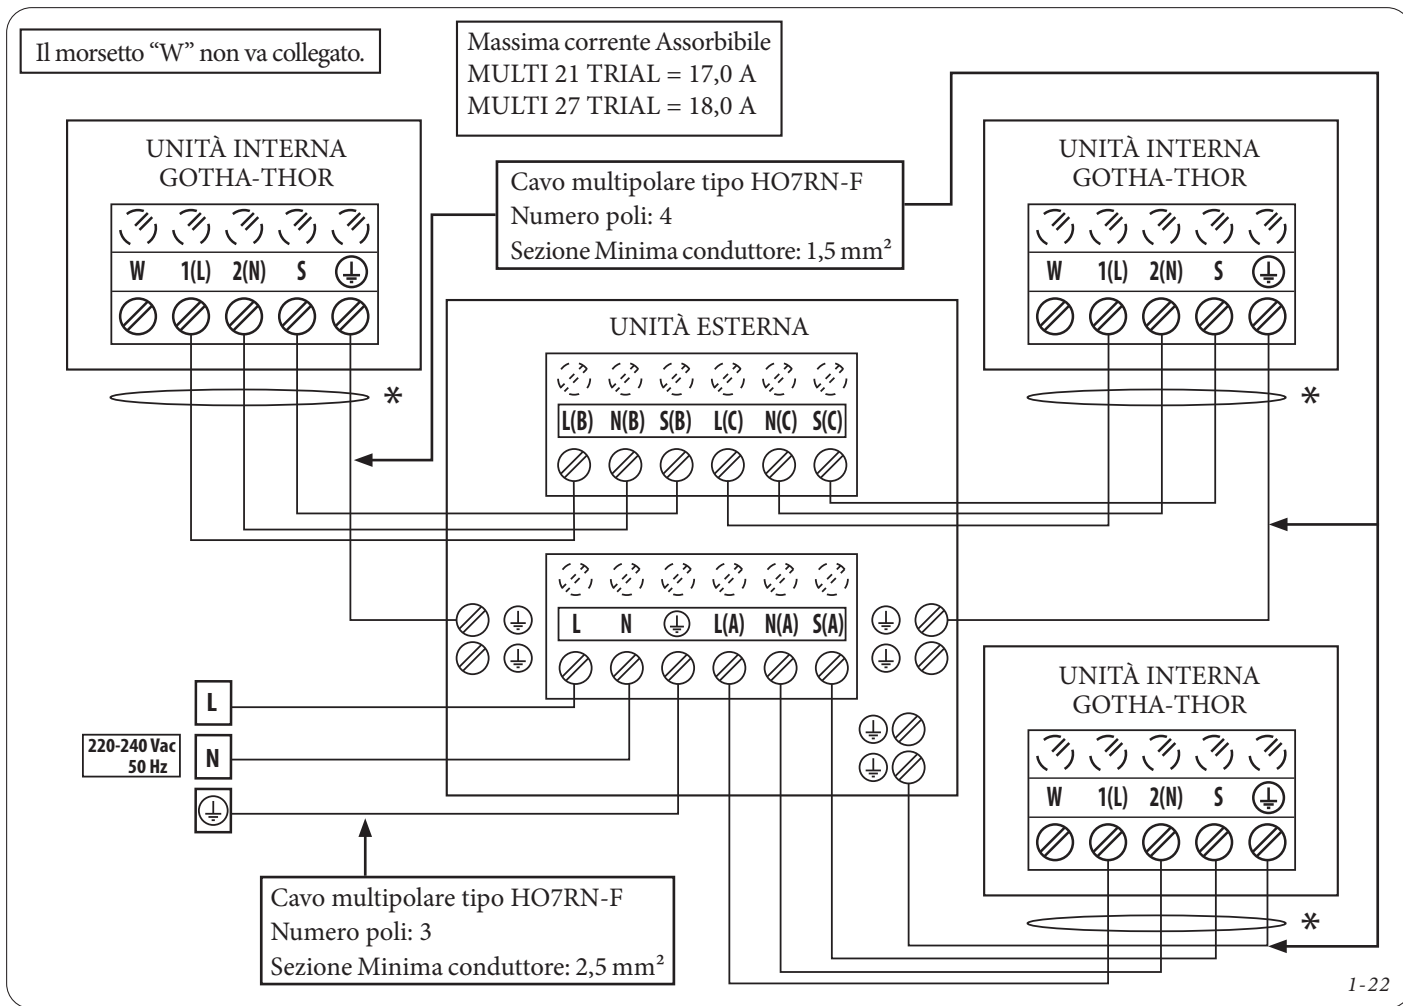 Il morsetto “W” non va collegato.
Massima corrente Assorbibile
MULTI 21 TRIAL = 17,0 A
MULTI 27 TRIAL = 18,0 A
UNITÀ INTERNA
GOTHA-THOR
W 1(L) 2(N) S
Cavo multipolare tipo HO7RN-F
Numero poli: 4
Sezione Minima conduttore: 1,5 mm²
UNITÀ INTERNA
GOTHA-THOR
W 1(L) 2(N) S
*
*
UNITÀ ESTERNA
L(B) N(B) S(B) L(C) N(C) S(C)
L N L(A) N(A) S(A)
L
220-240 Vac
50 Hz
N
UNITÀ INTERNA
GOTHA-THOR
W 1(L) 2(N) S
*
Cavo multipolare tipo HO7RN-F
Numero poli: 3
Sezione Minima conduttore: 2,5 mm²
1-22